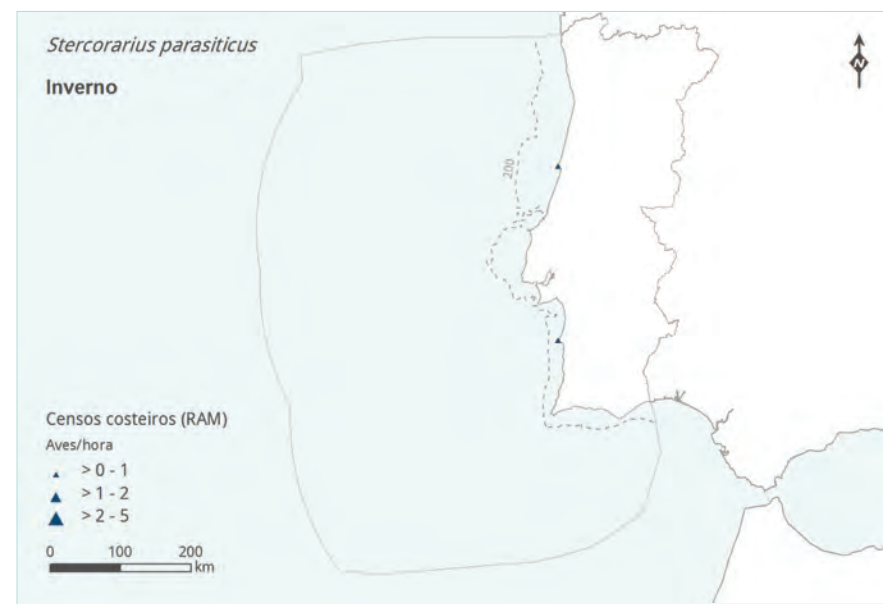 Stercorarius parasiticus
Inverno
N
200
Censos costeiros (RAM)
Aves/hora
> 0 - 1
> 1 - 2
> 2 - 5
0 100 200
km